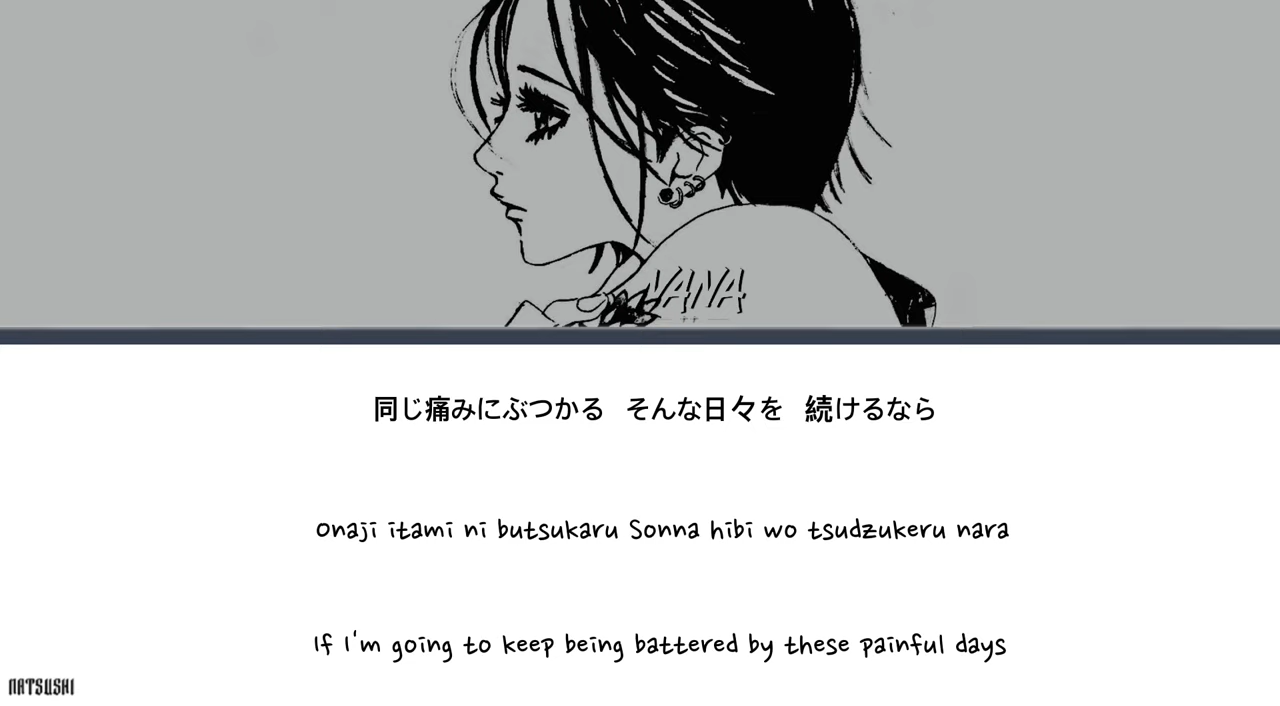 NANA
同じ痛みにぶつかる そんな日々を 続けるなら
Onaji itami ni butsukaru Sonna hibi wo tsudzukeru nara
If I'm going to keep being battered by these painful days
NATSUSHI